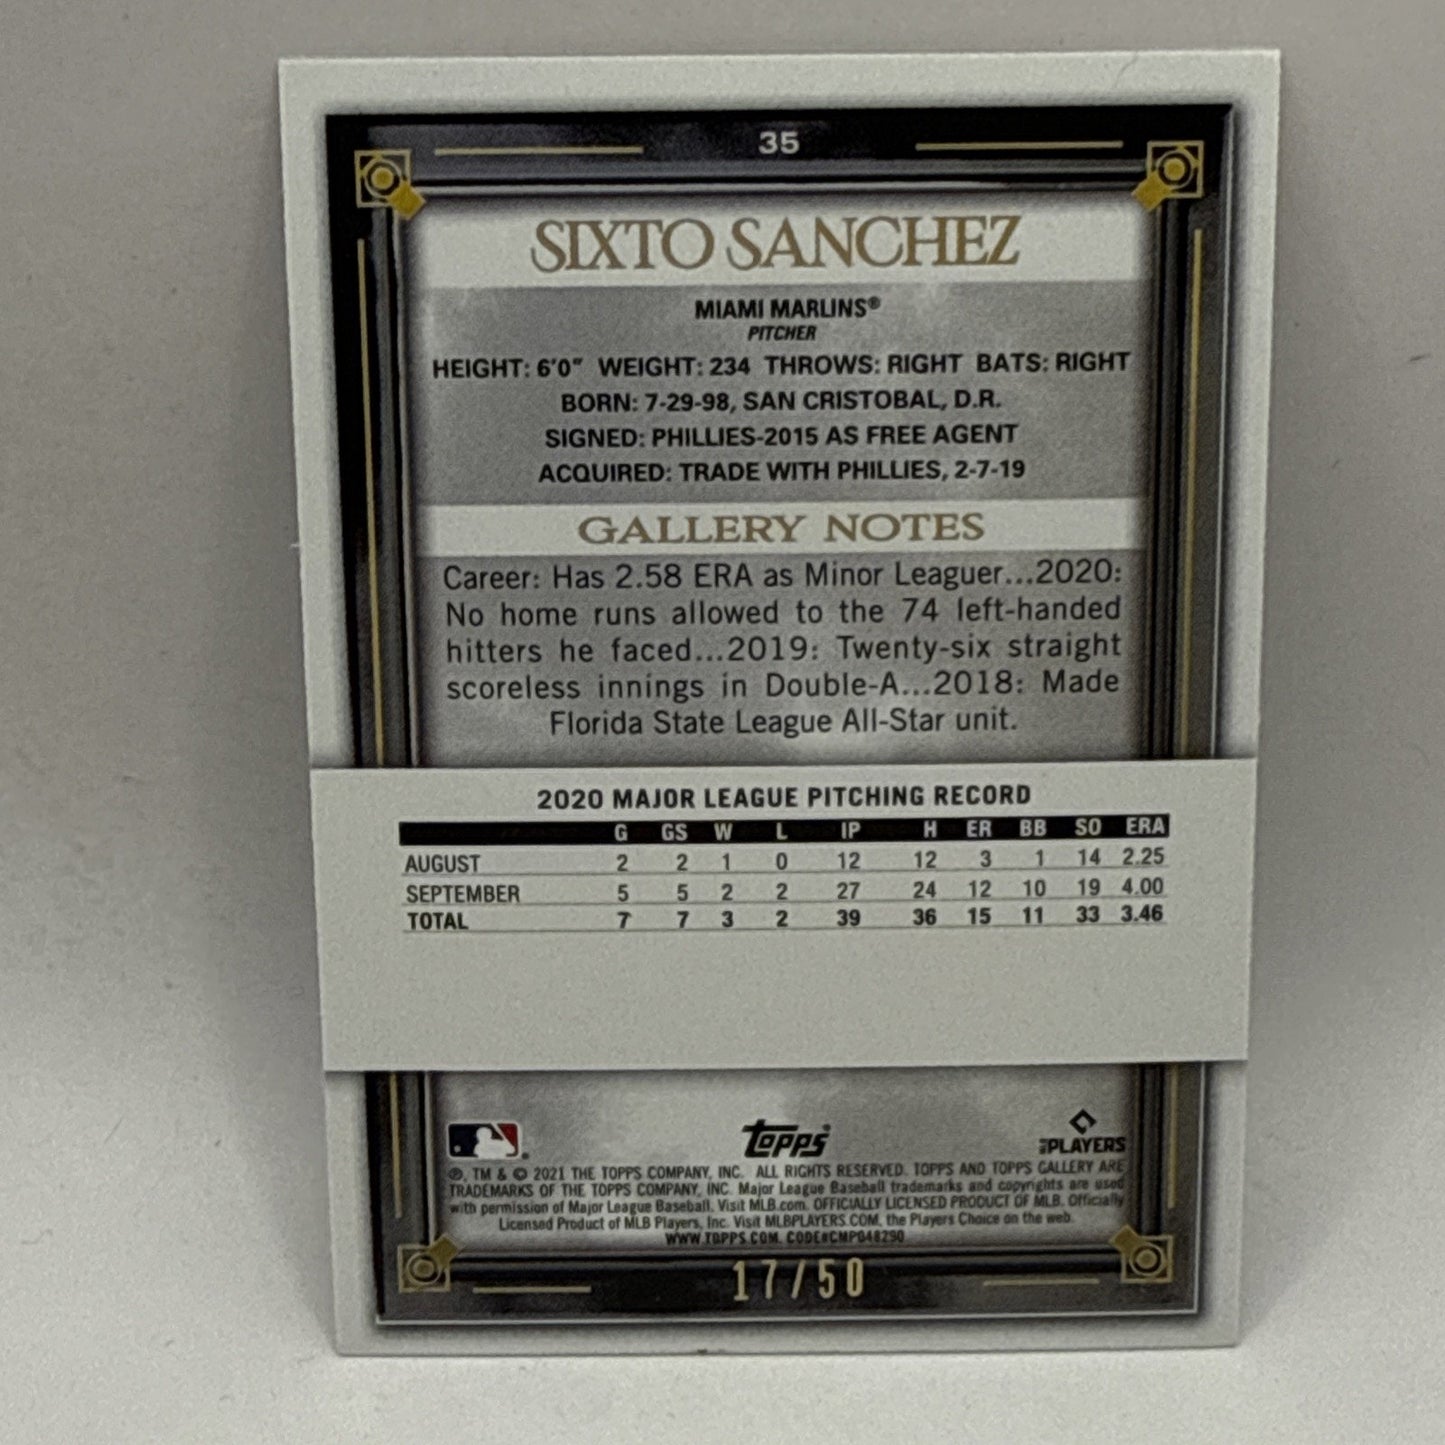 35
SIXTO SANCHEZ
MIAMI MARLINS®
PITCHER
HEIGHT: 6'0" WEIGHT: 234 THROWS: RIGHT BATS: RIGHT
BORN: 7-29-98, SAN CRISTOBAL, D.R.
SIGNED: PHILLIES-2015 AS FREE AGENT
ACQUIRED: TRADE WITH PHILLIES, 2-7-19
GALLERY NOTES
Career: Has 2.58 ERA as Minor Leaguer...2020:
No home runs allowed to the 74 left-handed
hitters he faced...2019: Twenty-six straight
scoreless innings in Double-A...2018: Made
Florida State League All-Star unit.
2020 MAJOR LEAGUE PITCHING RECORD
G GS W L IP H ER BB SO ERA
AUGUST 2 2 1 0 12 12 3 1 14 2.25
SEPTEMBER 5 5 2 2 27 24 12 10 19 4.00
TOTAL 7 7 3 2 39 36 15 11 33 3.46
topps® PLAYERS
℗, TM & © 2021 THE TOPPS COMPANY, INC. ALL RIGHTS RESERVED. TOPPS AND TOPPS GALLERY ARE
TRADEMARKS OF THE TOPPS COMPANY, INC. Major League Baseball trademarks and copyrights are used
with permission of Major League Baseball. Visit MLB.com. OFFICIALLY LICENSED PRODUCT OF MLB. Officially
Licensed Product of MLB Players, Inc. Visit MLBPLAYERS.COM, the Players Choice on the web.
WWW.TOPPS.COM. CODE#CMP048290
17/50